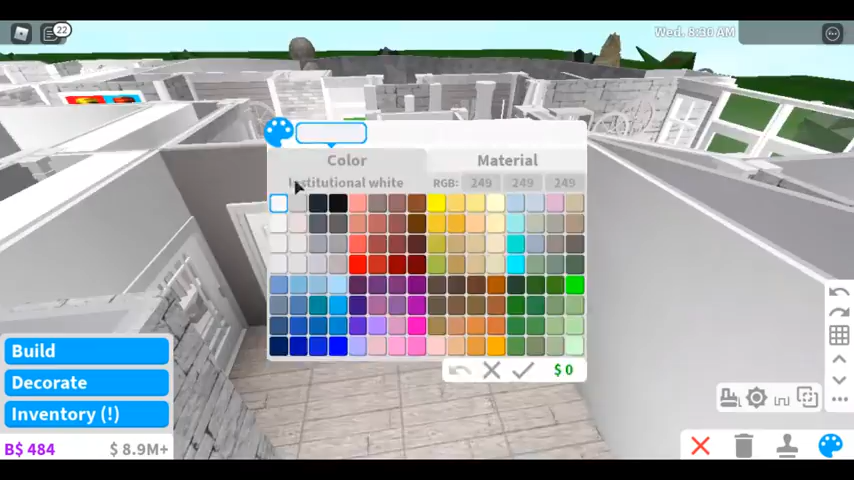 22
Wed, 8:30 AM
Color
Material
Institutional white
RGB: 249 249 249
Build
Decorate
Inventory (!)
$ 0
B$ 484
$ 8.9M+